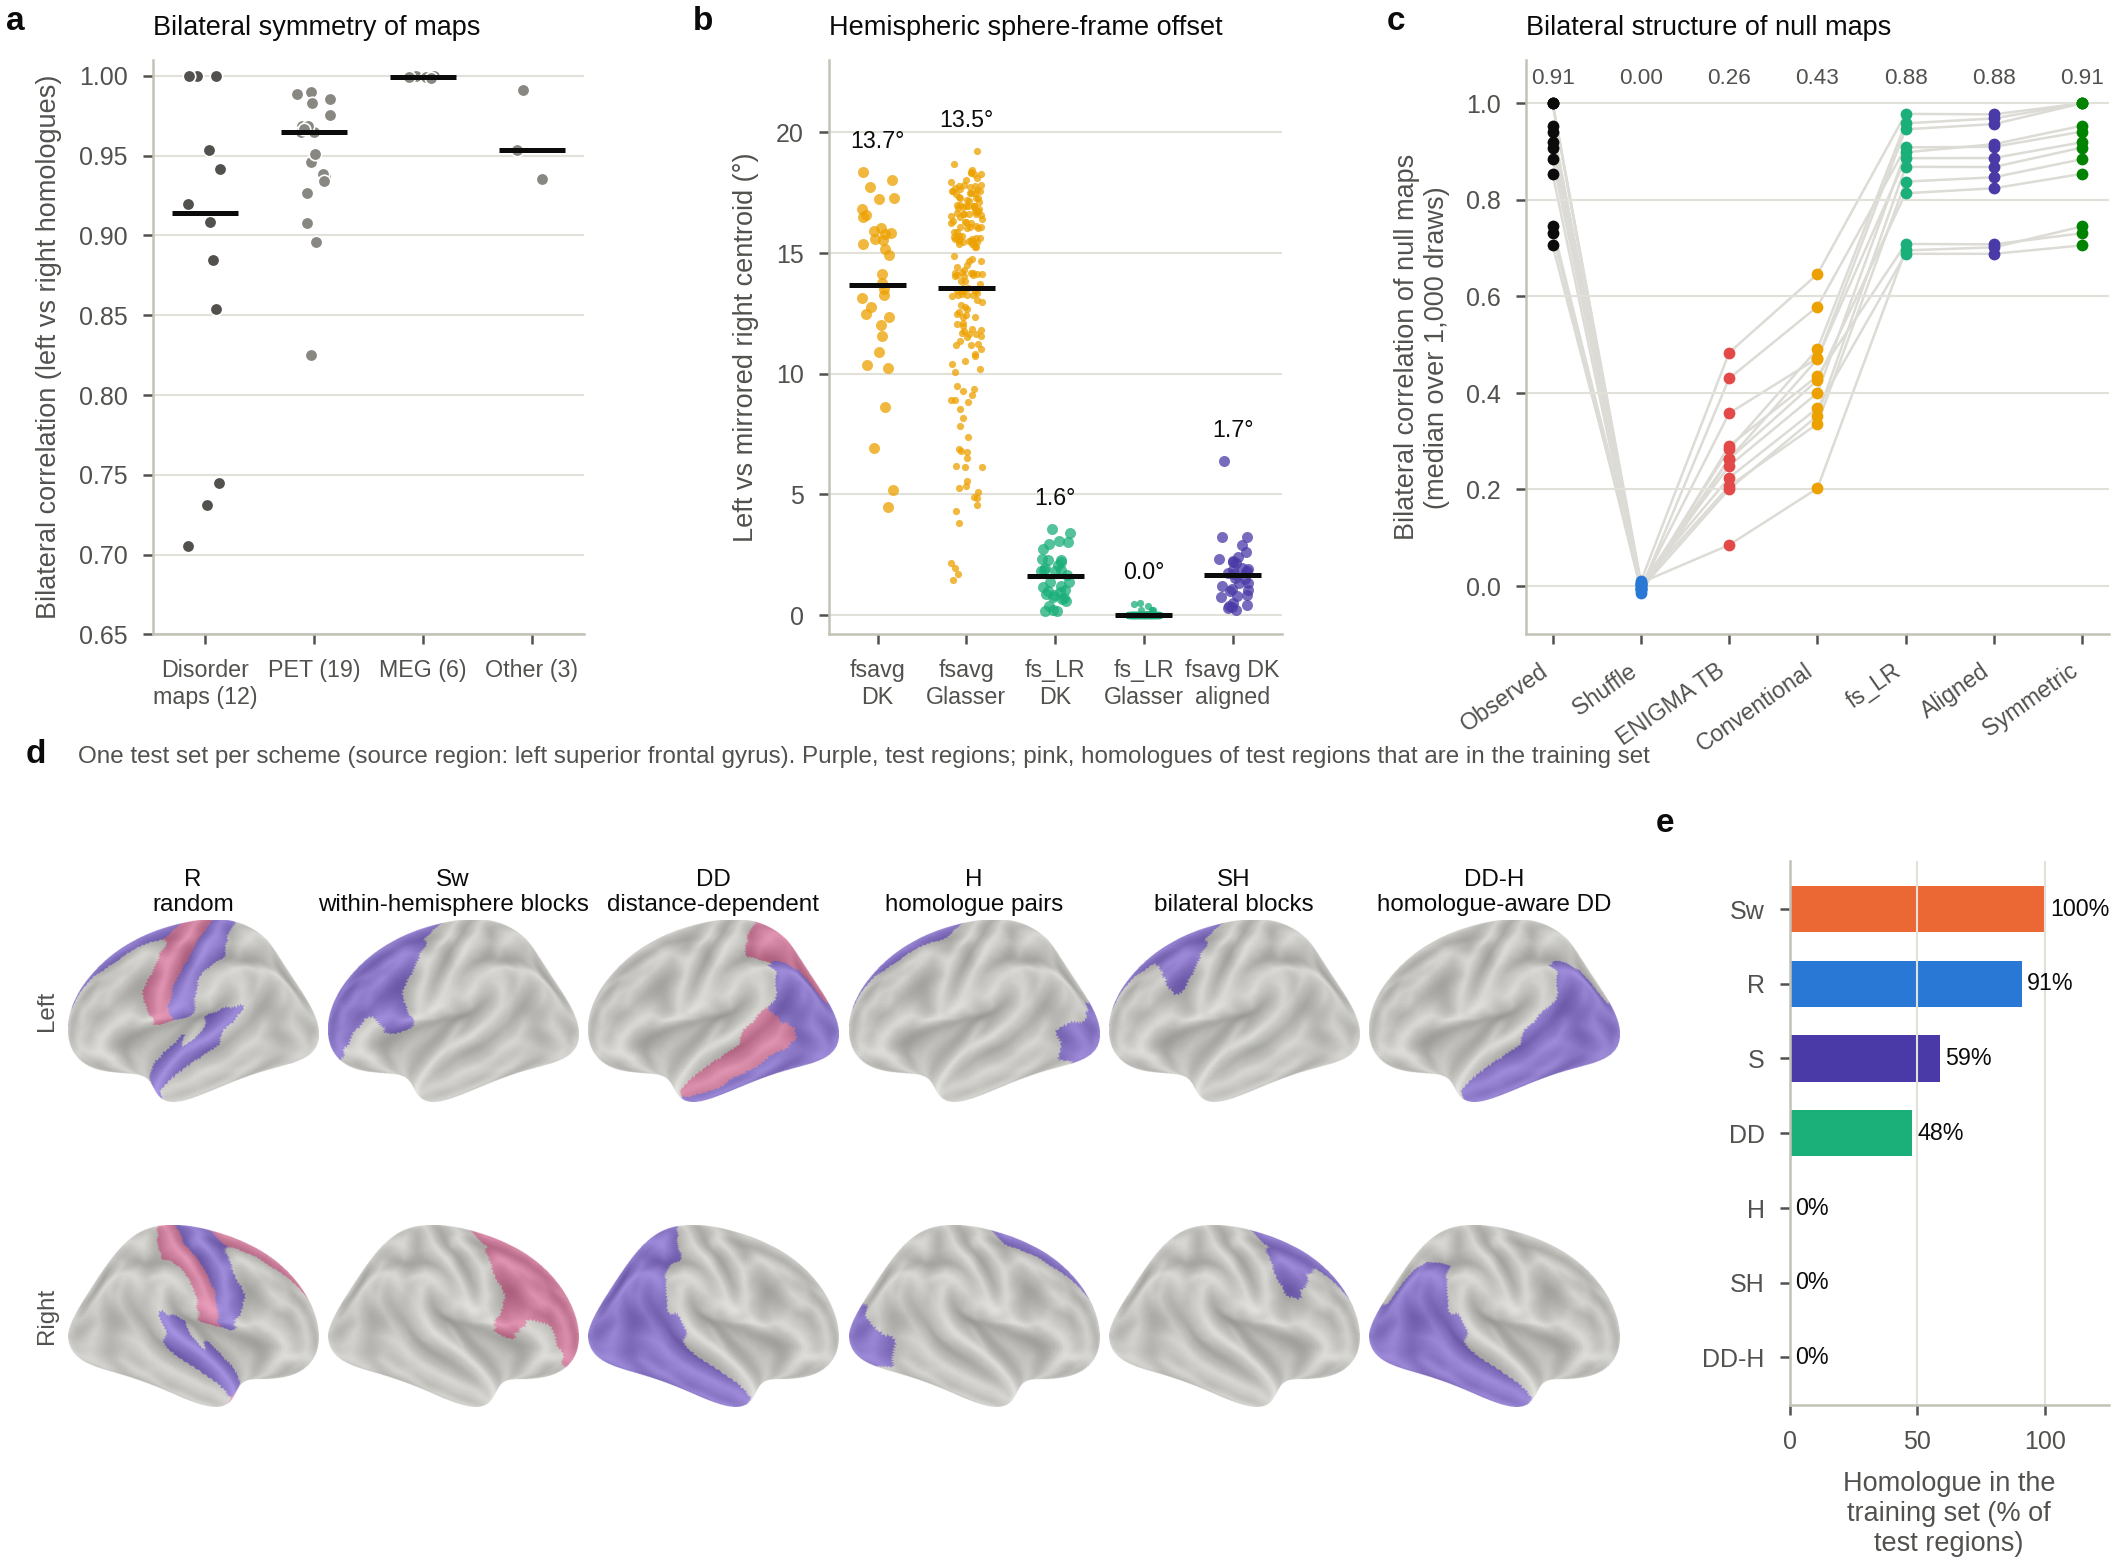 a
Bilateral symmetry of maps
Bilateral correlation (left vs right homologues)
1.00
0.95
0.90
0.85
0.80
0.75
0.70
0.65
Disorder
maps (12)
PET (19)
MEG (6)
Other (3)
b
Hemispheric sphere-frame offset
Left vs mirrored right centroid (°)
20
15
10
5
0
13.7°
13.5°
1.6°
0.0°
1.7°
fsavg
DK
fsavg
Glasser
fs_LR
DK
fs_LR
Glasser
fsavg DK
aligned
c
Bilateral structure of null maps
Bilateral correlation of null maps
(median over 1,000 draws)
0.91
0.00
0.26
0.43
0.88
0.88
0.91
1.0
0.8
0.6
0.4
0.2
0.0
Observed
Shuffle
ENIGMA TB
Conventional
fs_LR
Aligned
Symmetric
d
One test set per scheme (source region: left superior frontal gyrus). Purple, test regions; pink, homologues of test regions that are in the training set
R
random
Sw
within-hemisphere blocks
DD
distance-dependent
H
homologue pairs
SH
bilateral blocks
DD-H
homologue-aware DD
Left
Right
e
Sw
100%
R
91%
S
59%
DD
48%
H
0%
SH
0%
DD-H
0%
0
50
100
Homologue in the
training set (% of
test regions)